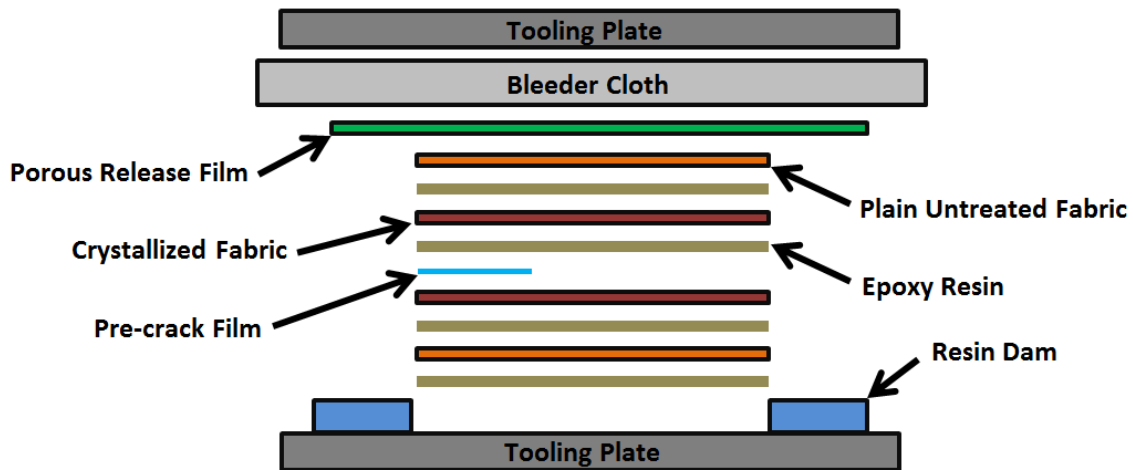 Tooling Plate
Bleeder Cloth
Porous Release Film
Plain Untreated Fabric
Crystallized Fabric
Epoxy Resin
Pre-crack Film
Resin Dam
Tooling Plate